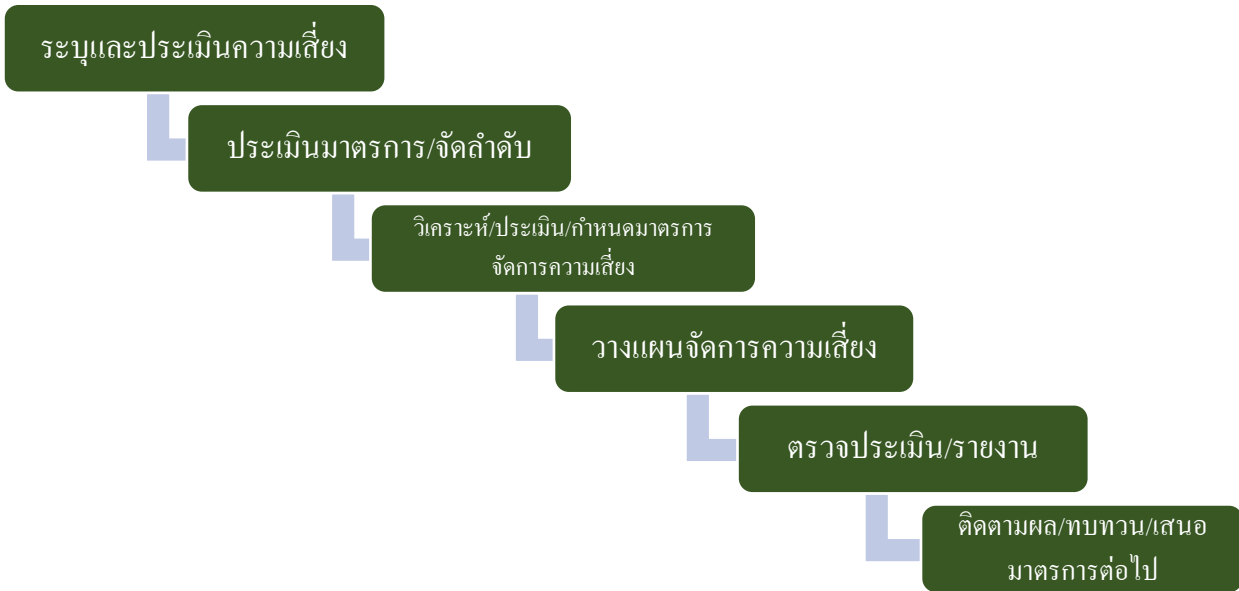 ระบุและประเมินความเสี่ยง
ประเมินมาตรการ/จัดลำดับ
วิเคราะห์/ประเมิน/กำหนดมาตรการ
จัดการความเสี่ยง
วางแผนจัดการความเสี่ยง
ตรวจประเมิน/รายงาน
ติดตามผล/ทบทวน/เสนอ
มาตรการต่อไป